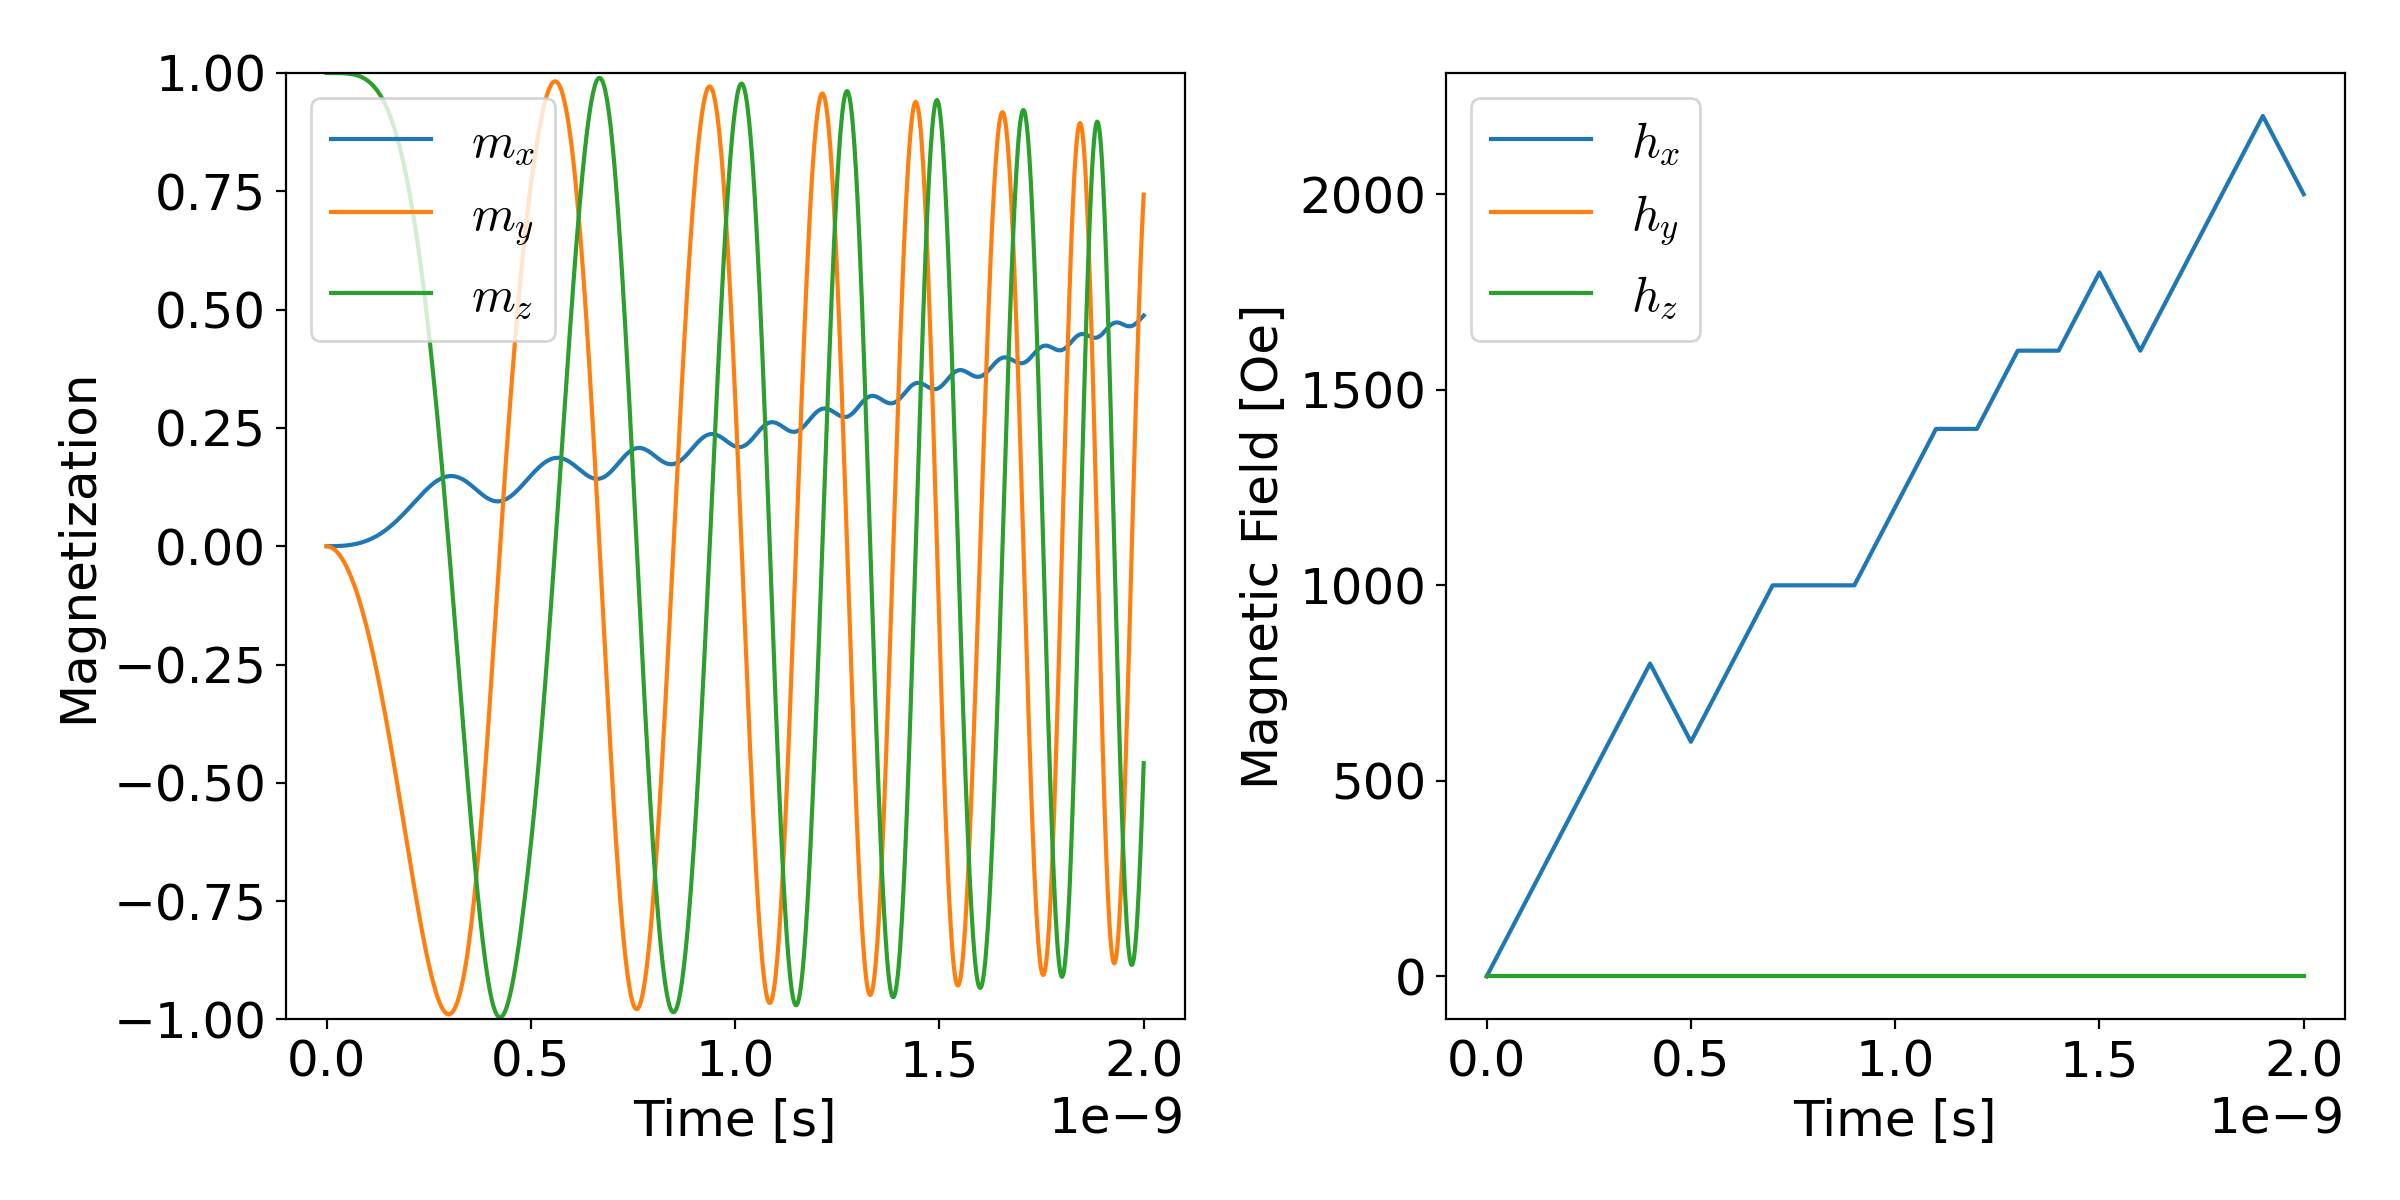 1.00
0.75
0.50
0.25
0.00
−0.25
−0.50
−0.75
−1.00
Magnetization
m_x
m_y
m_z
0.0 0.5 1.0 1.5 2.0
Time [s]
1e−9
2000
1500
1000
500
0
Magnetic Field [Oe]
h_x
h_y
h_z
0.0 0.5 1.0 1.5 2.0
Time [s]
1e−9